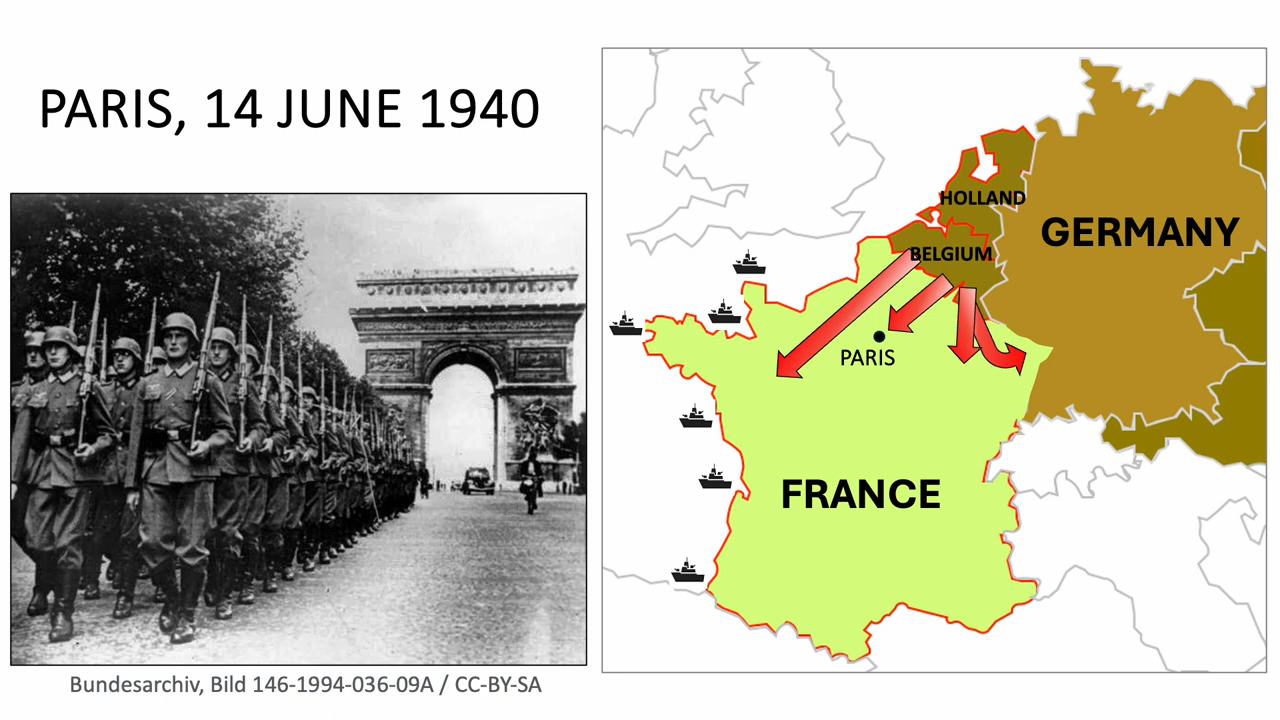 PARIS, 14 JUNE 1940
Bundesarchiv, Bild 146-1994-036-09A / CC-BY-SA
HOLLAND
GERMANY
BELGIUM
PARIS
FRANCE